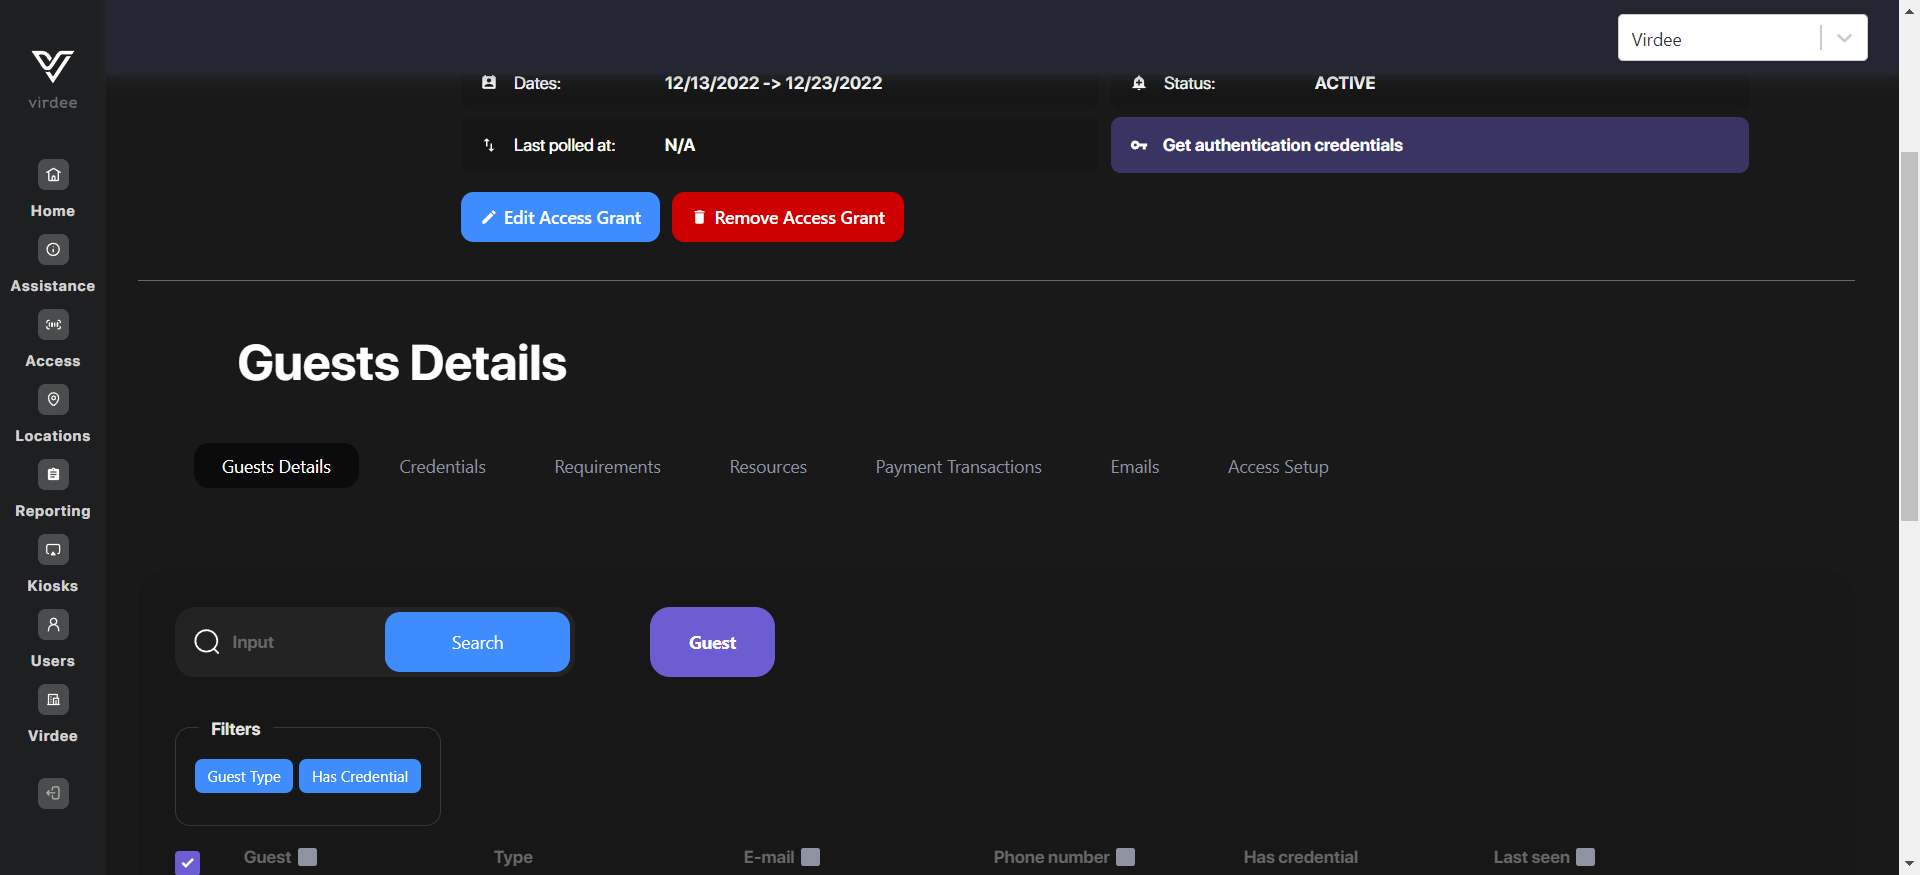 Virdee
virdee
Dates: 12/13/2022 -> 12/23/2022
Status: ACTIVE
Last polled at: N/A
Get authentication credentials
Edit Access Grant
Remove Access Grant
Home
Assistance
Access
Locations
Reporting
Kiosks
Users
Virdee
Guests Details
Guests Details Credentials Requirements Resources Payment Transactions Emails Access Setup
Input Search Guest
Filters
Guest Type Has Credential
Guest Type E-mail Phone number Has credential Last seen